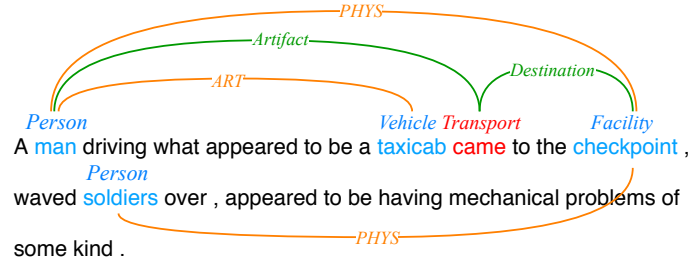 PHYS
Artifact
Destination
ART
Person Vehicle Transport Facility
A man driving what appeared to be a taxicab came to the checkpoint ,
Person
waved soldiers over , appeared to be having mechanical problems of
PHYS
some kind .